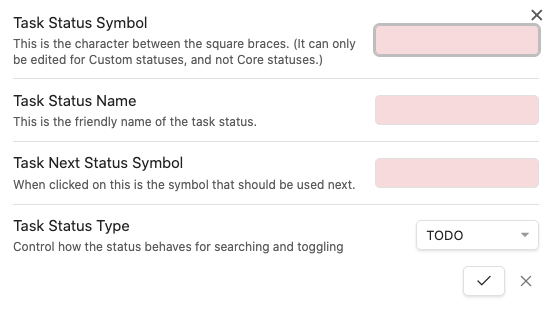 Task Status Symbol
This is the character between the square braces. (It can only
be edited for Custom statuses, and not Core statuses.)
Task Status Name
This is the friendly name of the task status.
Task Next Status Symbol
When clicked on this is the symbol that should be used next.
Task Status Type
Control how the status behaves for searching and toggling
TODO